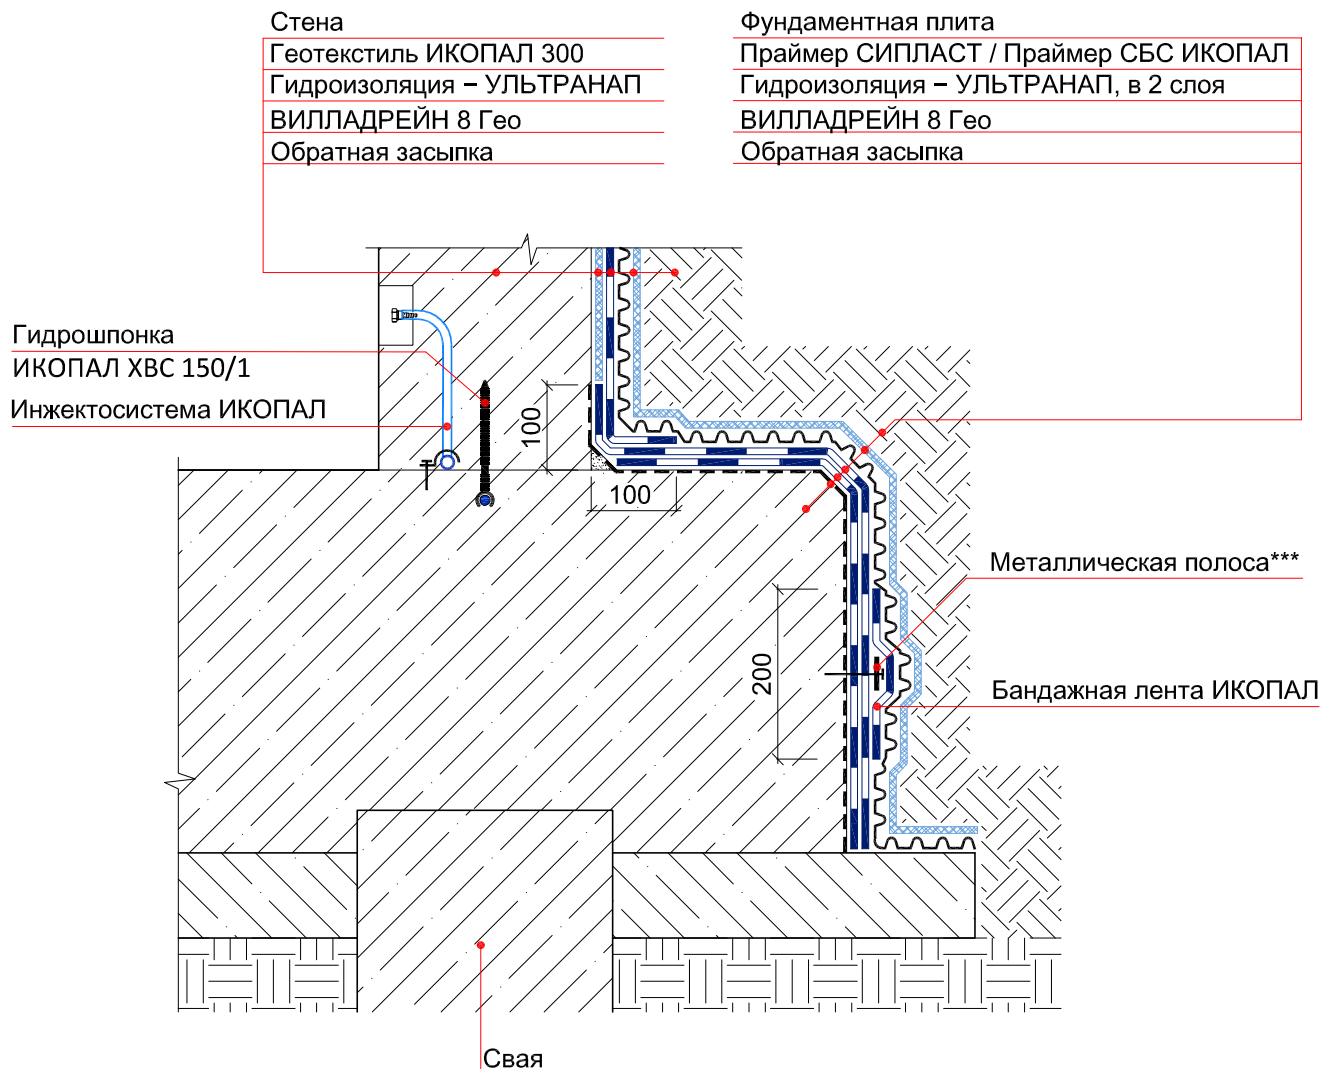 Стена
Геотекстиль ИКОПАЛ 300
Гидроизоляция – УЛЬТРАНАП
ВИЛЛАДРЕЙН 8 Гео
Обратная засыпка
Фундаментная плита
Праймер СИПЛАСТ / Праймер СБС ИКОПАЛ
Гидроизоляция – УЛЬТРАНАП, в 2 слоя
ВИЛЛАДРЕЙН 8 Гео
Обратная засыпка
Гидрошпонка
ИКОПАЛ ХВС 150/1
Инжектосистема ИКОПАЛ
100
100
Металлическая полоса***
200
Бандажная лента ИКОПАЛ
Свая